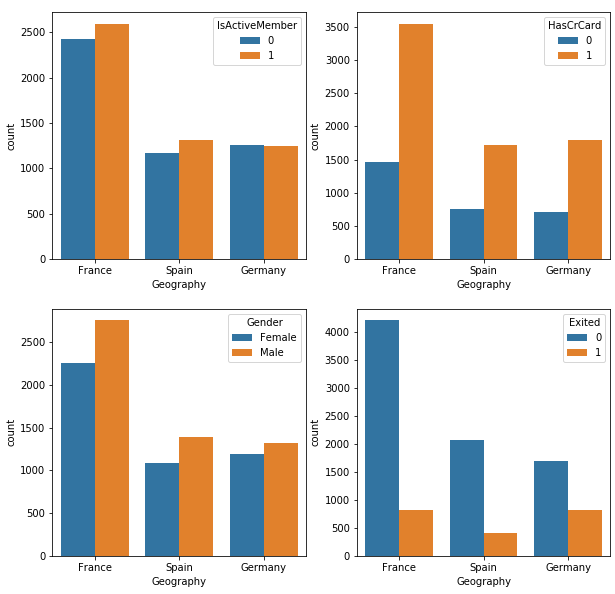 IsActiveMember
0
1
2500
2000
1500
1000
500
0
count
France Spain Germany
Geography
HasCrCard
0
1
3500
3000
2500
2000
1500
1000
500
0
count
France Spain Germany
Geography
Gender
Female
Male
2500
2000
1500
1000
500
0
count
France Spain Germany
Geography
Exited
0
1
4000
3500
3000
2500
2000
1500
1000
500
0
count
France Spain Germany
Geography